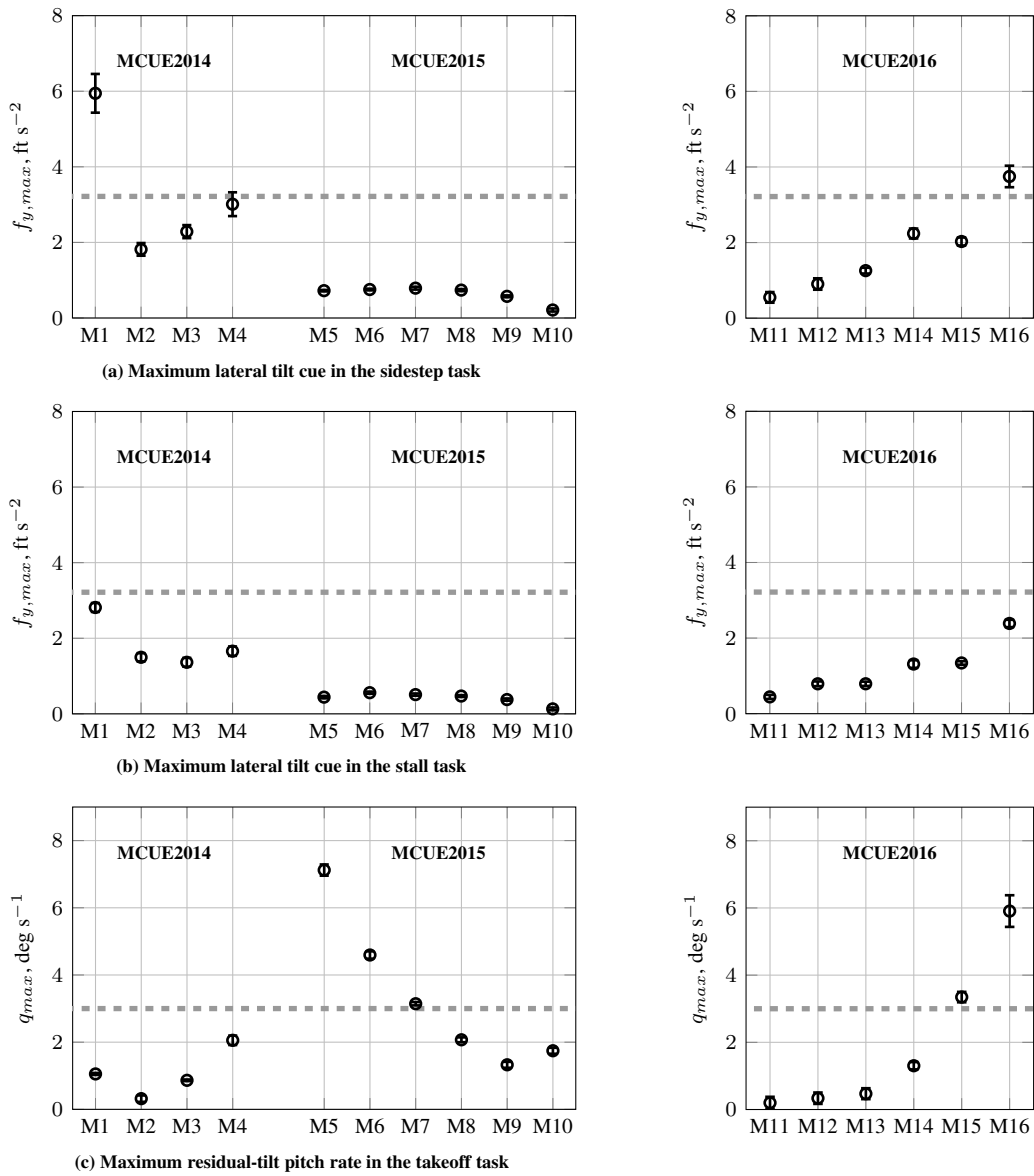 8
6
4
2
0
f_{y,max}, ft s^{−2}
MCUE2014
MCUE2015
M1 M2 M3 M4 M5 M6 M7 M8 M9 M10
8
6
4
2
0
f_{y,max}, ft s^{−2}
MCUE2016
M11 M12 M13 M14 M15 M16
(a) Maximum lateral tilt cue in the sidestep task
8
6
4
2
0
f_{y,max}, ft s^{−2}
MCUE2014
MCUE2015
M1 M2 M3 M4 M5 M6 M7 M8 M9 M10
8
6
4
2
0
f_{y,max}, ft s^{−2}
MCUE2016
M11 M12 M13 M14 M15 M16
(b) Maximum lateral tilt cue in the stall task
8
6
4
2
0
q_{max}, deg s^{−1}
MCUE2014
MCUE2015
M1 M2 M3 M4 M5 M6 M7 M8 M9 M10
8
6
4
2
0
q_{max}, deg s^{−1}
MCUE2016
M11 M12 M13 M14 M15 M16
(c) Maximum residual-tilt pitch rate in the takeoff task